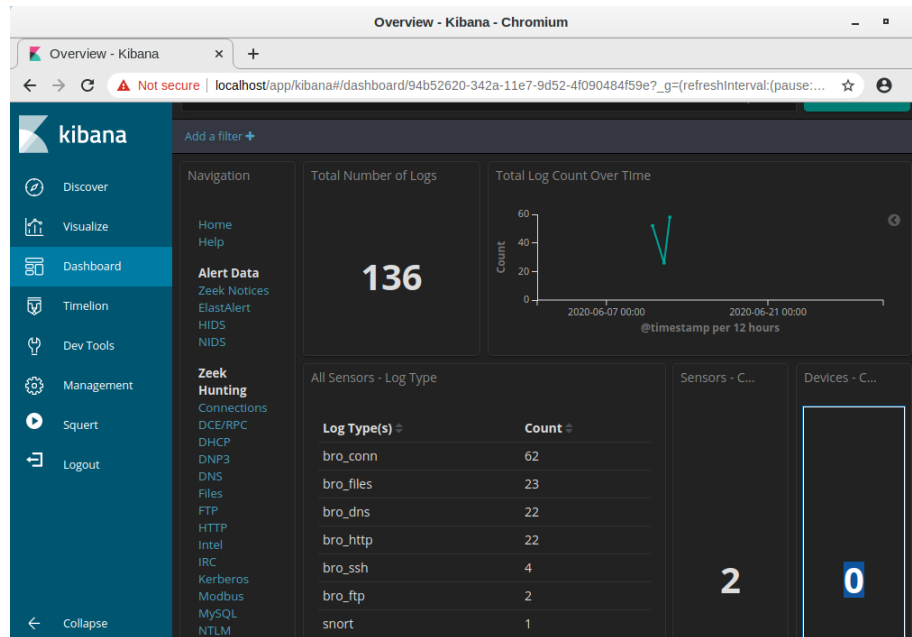 Overview - Kibana - Chromium
Overview - Kibana × +
Not secure | localhost/app/kibana#/dashboard/94b52620-342a-11e7-9d52-4f090484f59e?_g=(refreshInterval:(pause:...
kibana
Discover
Visualize
Dashboard
Timelion
Dev Tools
Management
Squert
Logout
Collapse
Add a filter +
Navigation
Home
Help
Alert Data
Zeek Notices
ElastAlert
HIDS
NIDS
Zeek
Hunting
Connections
DCE/RPC
DHCP
DNP3
DNS
Files
FTP
HTTP
Intel
IRC
Kerberos
Modbus
MySQL
NTLM
Total Number of Logs
136
Total Log Count Over TIme
Count
60
40
20
0
2020-06-07 00:00 2020-06-21 00:00
@timestamp per 12 hours
All Sensors - Log Type
Log Type(s) Count
bro_conn 62
bro_files 23
bro_dns 22
bro_http 22
bro_ssh 4
bro_ftp 2
snort 1
Sensors - C...
2
Devices - C...
0